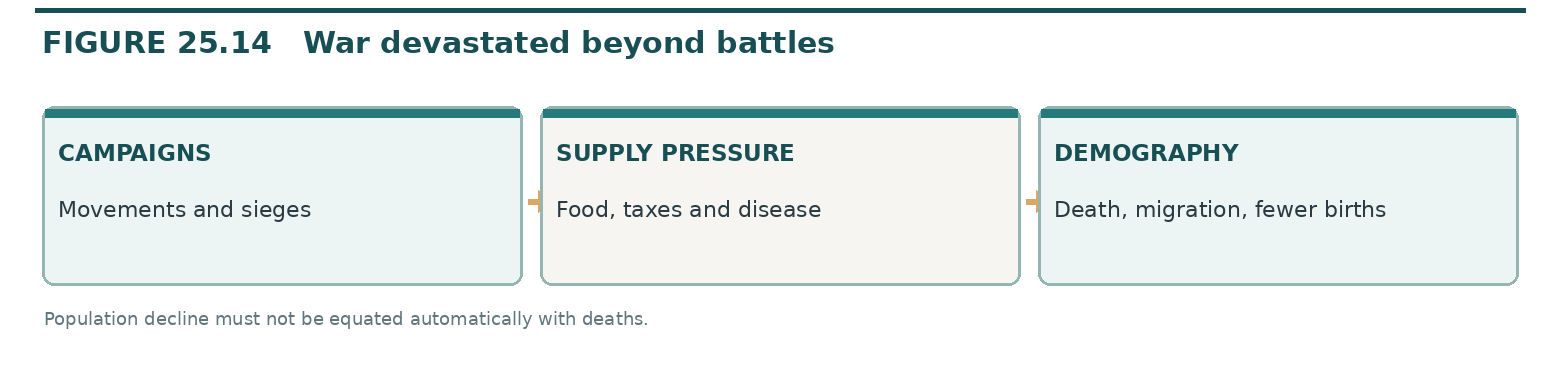 FIGURE 25.14 War devastated beyond battles
CAMPAIGNS
Movements and sieges
SUPPLY PRESSURE
Food, taxes and disease
DEMOGRAPHY
Death, migration, fewer births
Population decline must not be equated automatically with deaths.